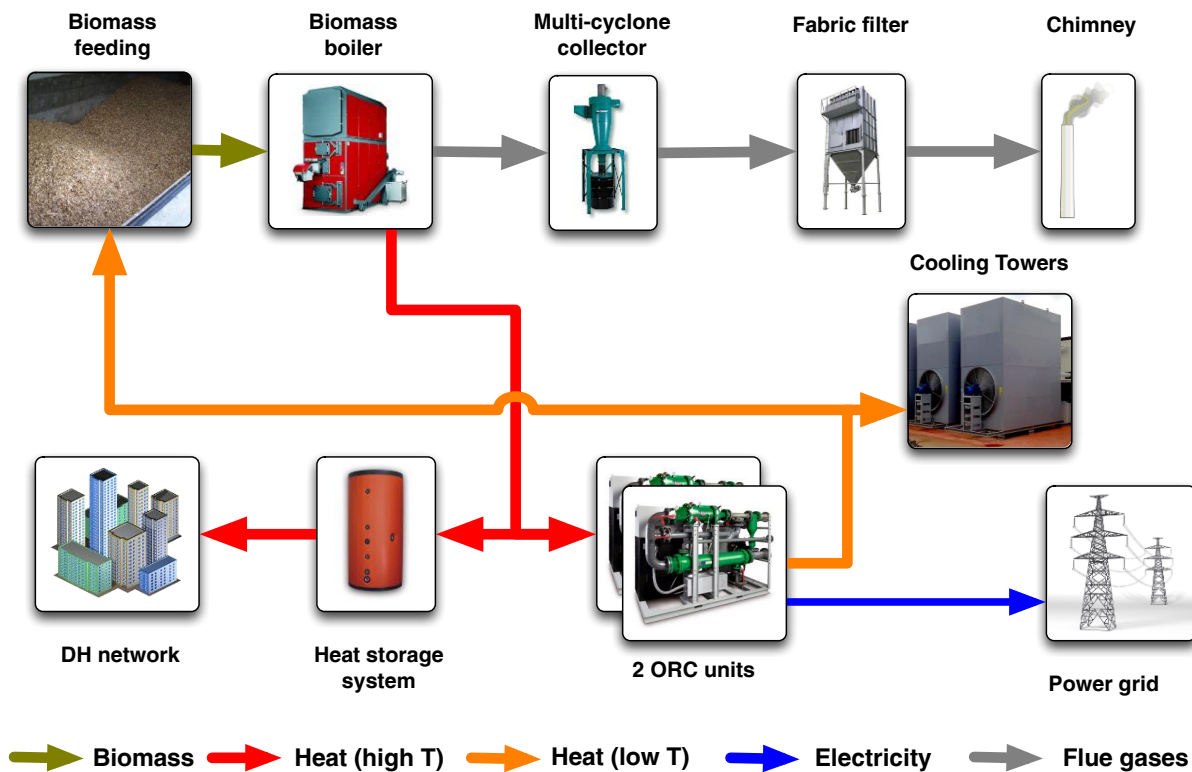 Biomass
feeding
Biomass
boiler
Multi-cyclone
collector
Fabric filter
Chimney
Cooling Towers
DH network
Heat storage
system
2 ORC units
Power grid
Biomass
Heat (high T)
Heat (low T)
Electricity
Flue gases